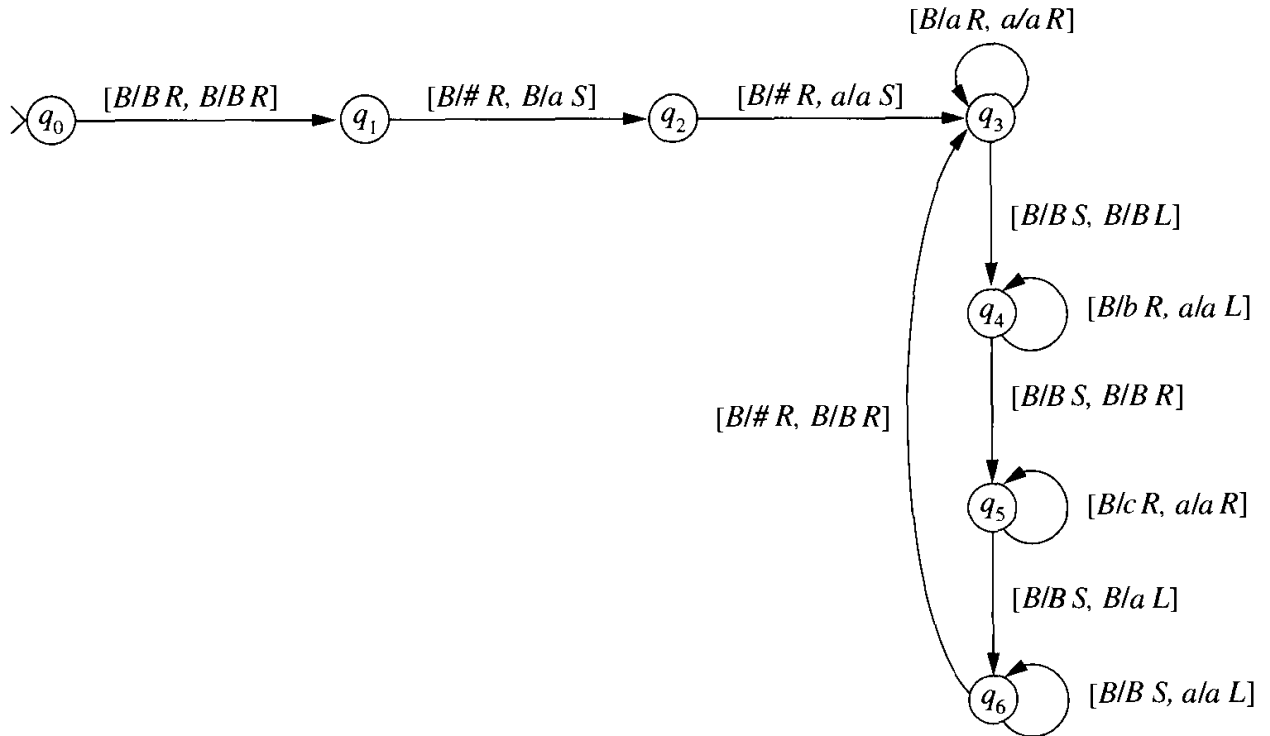 [B/a R, a/a R]
[B/B R, B/B R]
[B/# R, B/a S]
[B/# R, a/a S]
q0
q1
q2
q3
[B/B S, B/B L]
q4
[B/b R, a/a L]
[B/B S, B/B R]
[B/# R, B/B R]
q5
[B/c R, a/a R]
[B/B S, B/a L]
q6
[B/B S, a/a L]